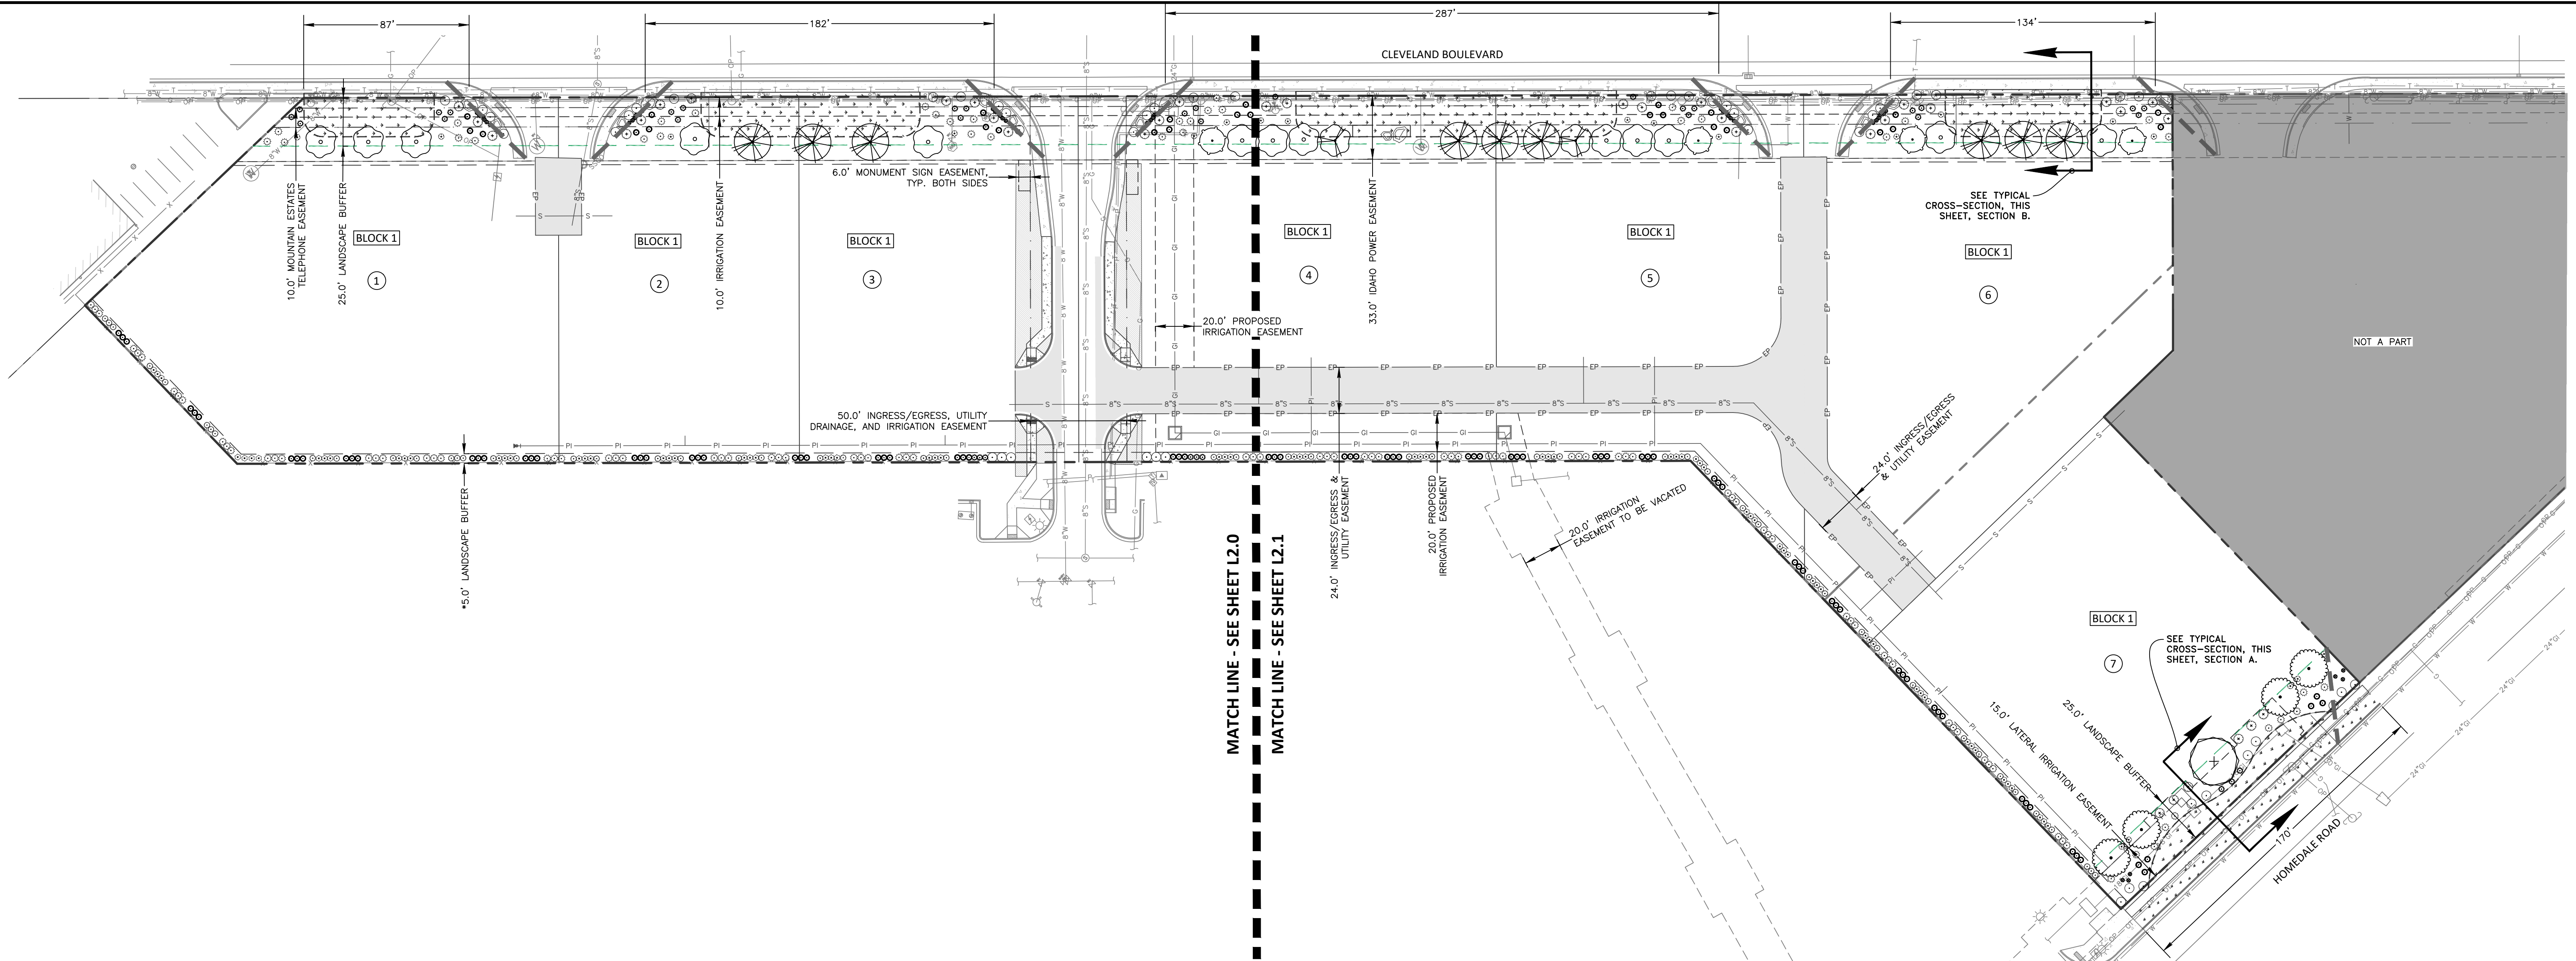 87'
182'
287'
134'
CLEVELAND BOULEVARD
10.0' MOUNTAIN ESTATES
TELEPHONE EASEMENT
25.0' LANDSCAPE BUFFER
BLOCK 1
1
BLOCK 1
2
10.0' IRRIGATION EASEMENT
BLOCK 1
3
6.0' MONUMENT SIGN EASEMENT,
TYP. BOTH SIDES
20.0' PROPOSED
IRRIGATION EASEMENT
BLOCK 1
4
33.0' IDAHO POWER EASEMENT
BLOCK 1
5
SEE TYPICAL
CROSS-SECTION, THIS
SHEET, SECTION B.
BLOCK 1
6
NOT A PART
50.0' INGRESS/EGRESS, UTILITY
DRAINAGE, AND IRRIGATION EASEMENT
*5.0' LANDSCAPE BUFFER
MATCH LINE - SEE SHEET L2.0
MATCH LINE - SEE SHEET L2.1
24.0' INGRESS/EGRESS &
UTILITY EASEMENT
20.0' PROPOSED
IRRIGATION EASEMENT
20.0' IRRIGATION
EASEMENT TO BE VACATED
24.0' INGRESS/EGRESS
& UTILITY EASEMENT
BLOCK 1
7
SEE TYPICAL
CROSS-SECTION, THIS
SHEET, SECTION A.
15.0' LATERAL IRRIGATION EASEMENT
25.0' LANDSCAPE BUFFER
170'
HOMEDALE ROAD